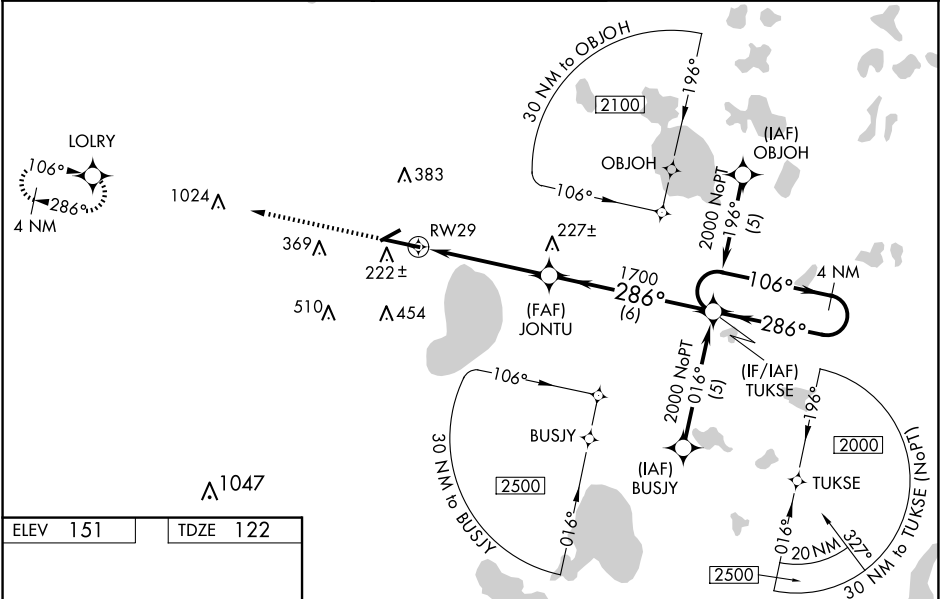 30 NM to OBJOH
196°
2100
OBJOH
106°
(IAF)
OBJOH
2000 NoPT
196°
(5)
LOLRY
106°
286°
4 NM
1024
383
369
222±
RW29
227±
510
454
(FAF)
JONTU
1700
286°
(6)
106°
4 NM
286°
(IF/IAF)
TUKSE
2000 NoPT
016°
(5)
(IAF)
BUSJY
106°
BUSJY
2500
016°
30 NM to BUSJY
196°
2000
TUKSE
016°
20 NM
327°
2500
30 NM to TUKSE (NoPT)
1047
ELEV 151
TDZE 122